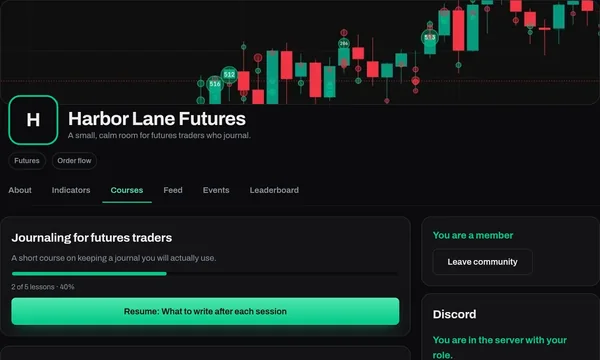 516
512
384
553
H
Harbor Lane Futures
A small, calm room for futures traders who journal.
Futures
Order flow
About
Indicators
Courses
Feed
Events
Leaderboard
Journaling for futures traders
A short course on keeping a journal you will actually use.
2 of 5 lessons · 40%
Resume: What to write after each session
You are a member
Leave community
Discord
You are in the server with your
role.